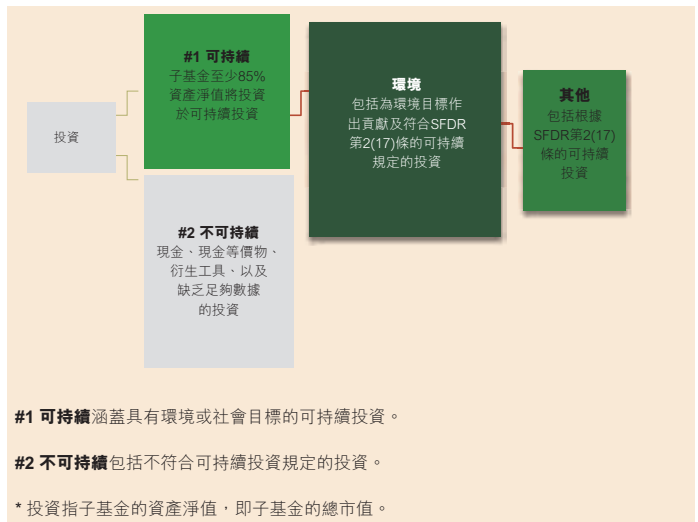 投資
#1 可持續
子基金至少85%
資產淨值將投資
於可持續投資
#2 不可持續
現金、現金等價物、
衍生工具、以及
缺乏足夠數據
的投資
環境
包括為環境目標作
出貢獻及符合SFDR
第2(17)條的可持續
規定的投資
其他
包括根據
SFDR第2(17)
條的可持續
投資
#1 可持續涵蓋具有環境或社會目標的可持續投資。
#2 不可持續包括不符合可持續投資規定的投資。
* 投資指子基金的資產淨值，即子基金的總市值。